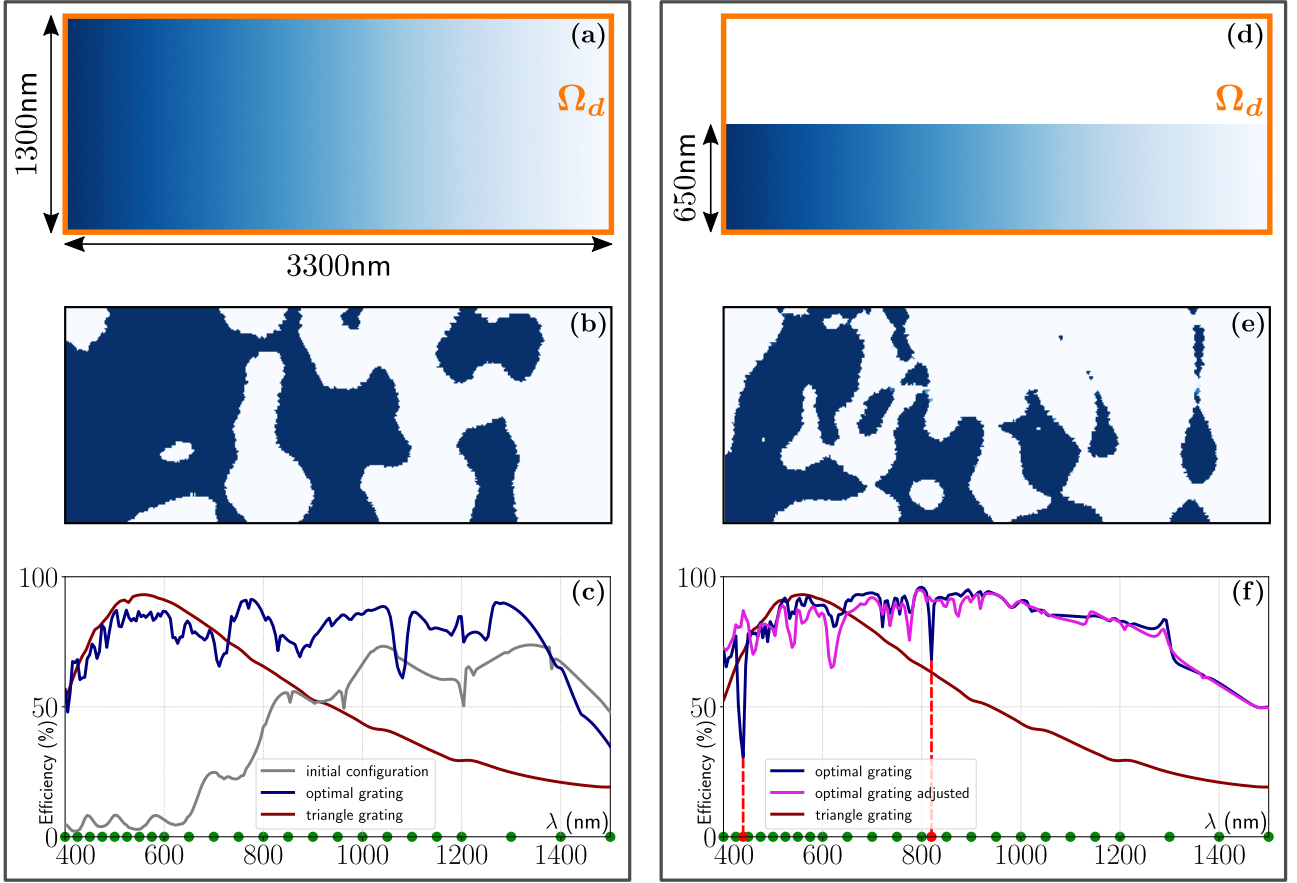 (a)
Ω_d
1300nm
3300nm
(b)
(c)
100
50
0
Efficiency (%)
initial configuration
optimal grating
triangle grating
λ (nm)
400 600 800 1000 1200 1400
(d)
Ω_d
650nm
(e)
(f)
100
50
0
Efficiency (%)
optimal grating
optimal grating adjusted
triangle grating
λ (nm)
400 600 800 1000 1200 1400